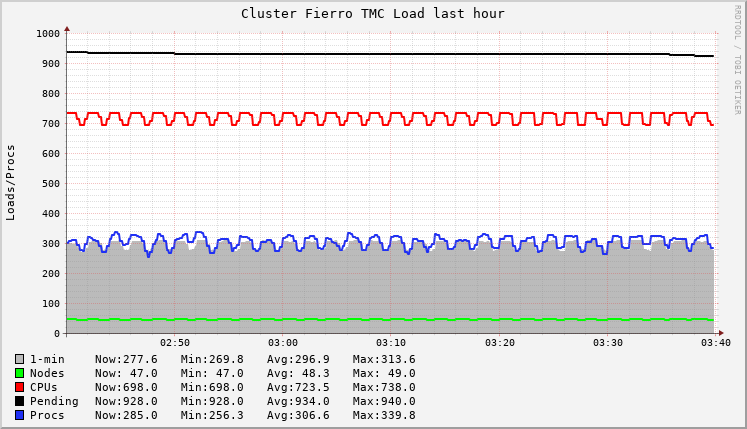 Cluster Fierro TMC Load last hour
RRDTOOL / TOBI OETIKER
Loads/Procs
1000
900
800
700
600
500
400
300
200
100
0
02:50 03:00 03:10 03:20 03:30 03:40
1-min Now:277.6 Min:269.8 Avg:296.9 Max:313.6
Nodes Now: 47.0 Min: 47.0 Avg: 48.3 Max: 49.0
CPUs Now:698.0 Min:698.0 Avg:723.5 Max:738.0
Pending Now:928.0 Min:928.0 Avg:934.0 Max:940.0
Procs Now:285.0 Min:256.3 Avg:306.6 Max:339.8